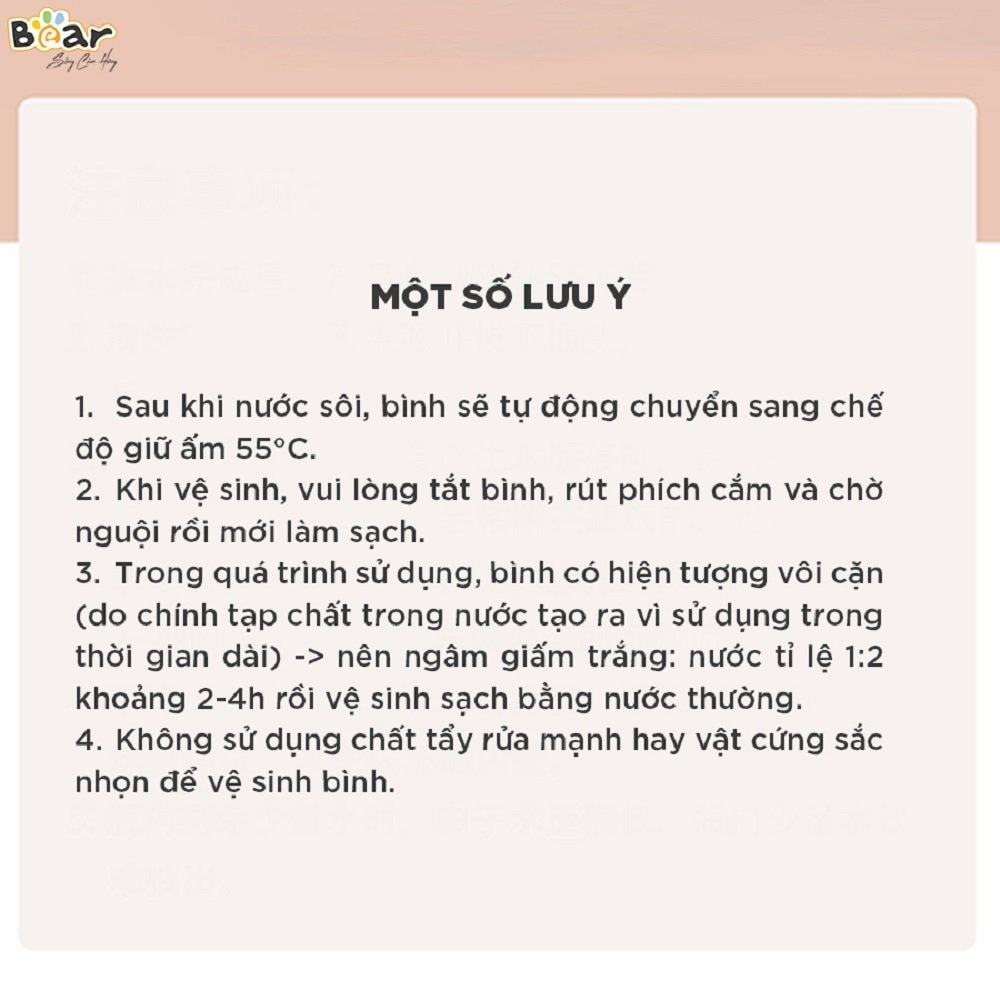 Bear
Sống Cảm Hứng
MỘT SỐ LƯU Ý
1. Sau khi nước sôi, bình sẽ tự động chuyển sang chế
độ giữ ấm 55°C.
2. Khi vệ sinh, vui lòng tắt bình, rút phích cắm và chờ
nguội rồi mới làm sạch.
3. Trong quá trình sử dụng, bình có hiện tượng vôi cặn
(do chính tạp chất trong nước tạo ra vì sử dụng trong
thời gian dài) -> nên ngâm giấm trắng: nước tỉ lệ 1:2
khoảng 2-4h rồi vệ sinh sạch bằng nước thường.
4. Không sử dụng chất tẩy rửa mạnh hay vật cứng sắc
nhọn để vệ sinh bình.